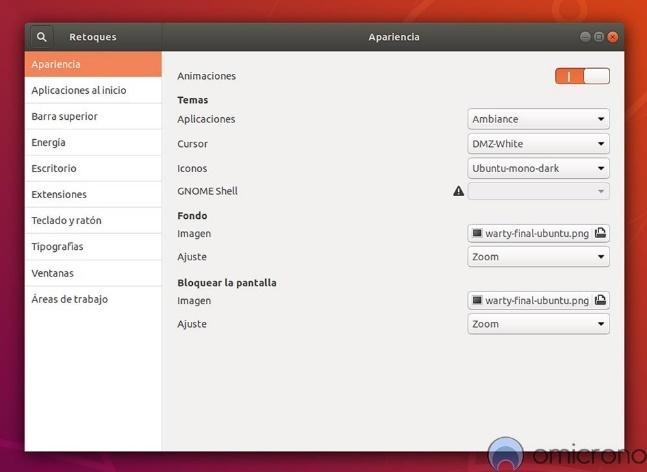 Retoques
Apariencia
Apariencia
Aplicaciones al inicio
Barra superior
Energía
Escritorio
Extensiones
Teclado y ratón
Tipografías
Ventanas
Áreas de trabajo
Animaciones
Temas
Aplicaciones Ambiance
Cursor DMZ-White
Iconos Ubuntu-mono-dark
GNOME Shell
Fondo
Imagen warty-final-ubuntu.png
Ajuste Zoom
Bloquear la pantalla
Imagen warty-final-ubuntu.png
Ajuste Zoom
omicrono